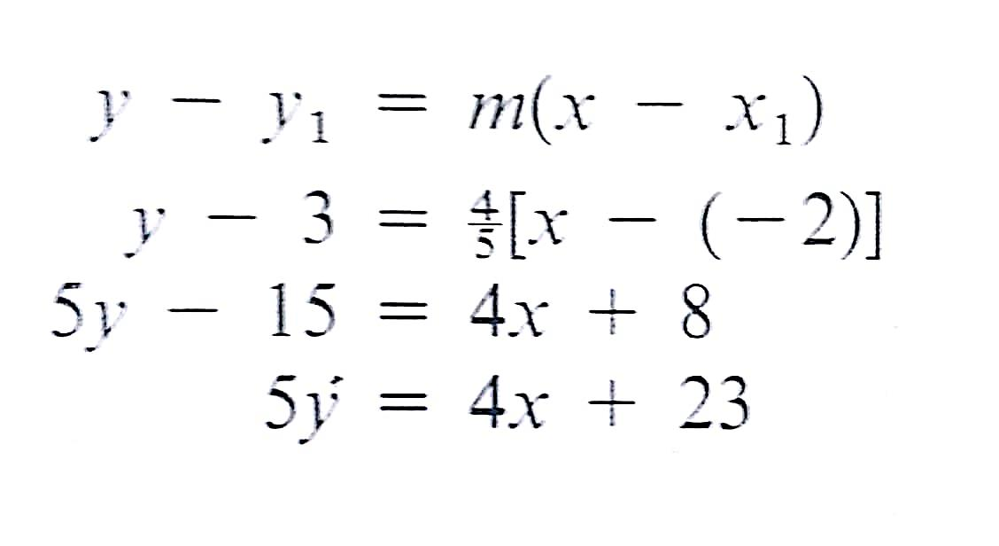 y − y₁ = m(x − x₁)
y − 3 = ⅘[x − (−2)]
5y − 15 = 4x + 8
5y = 4x + 23